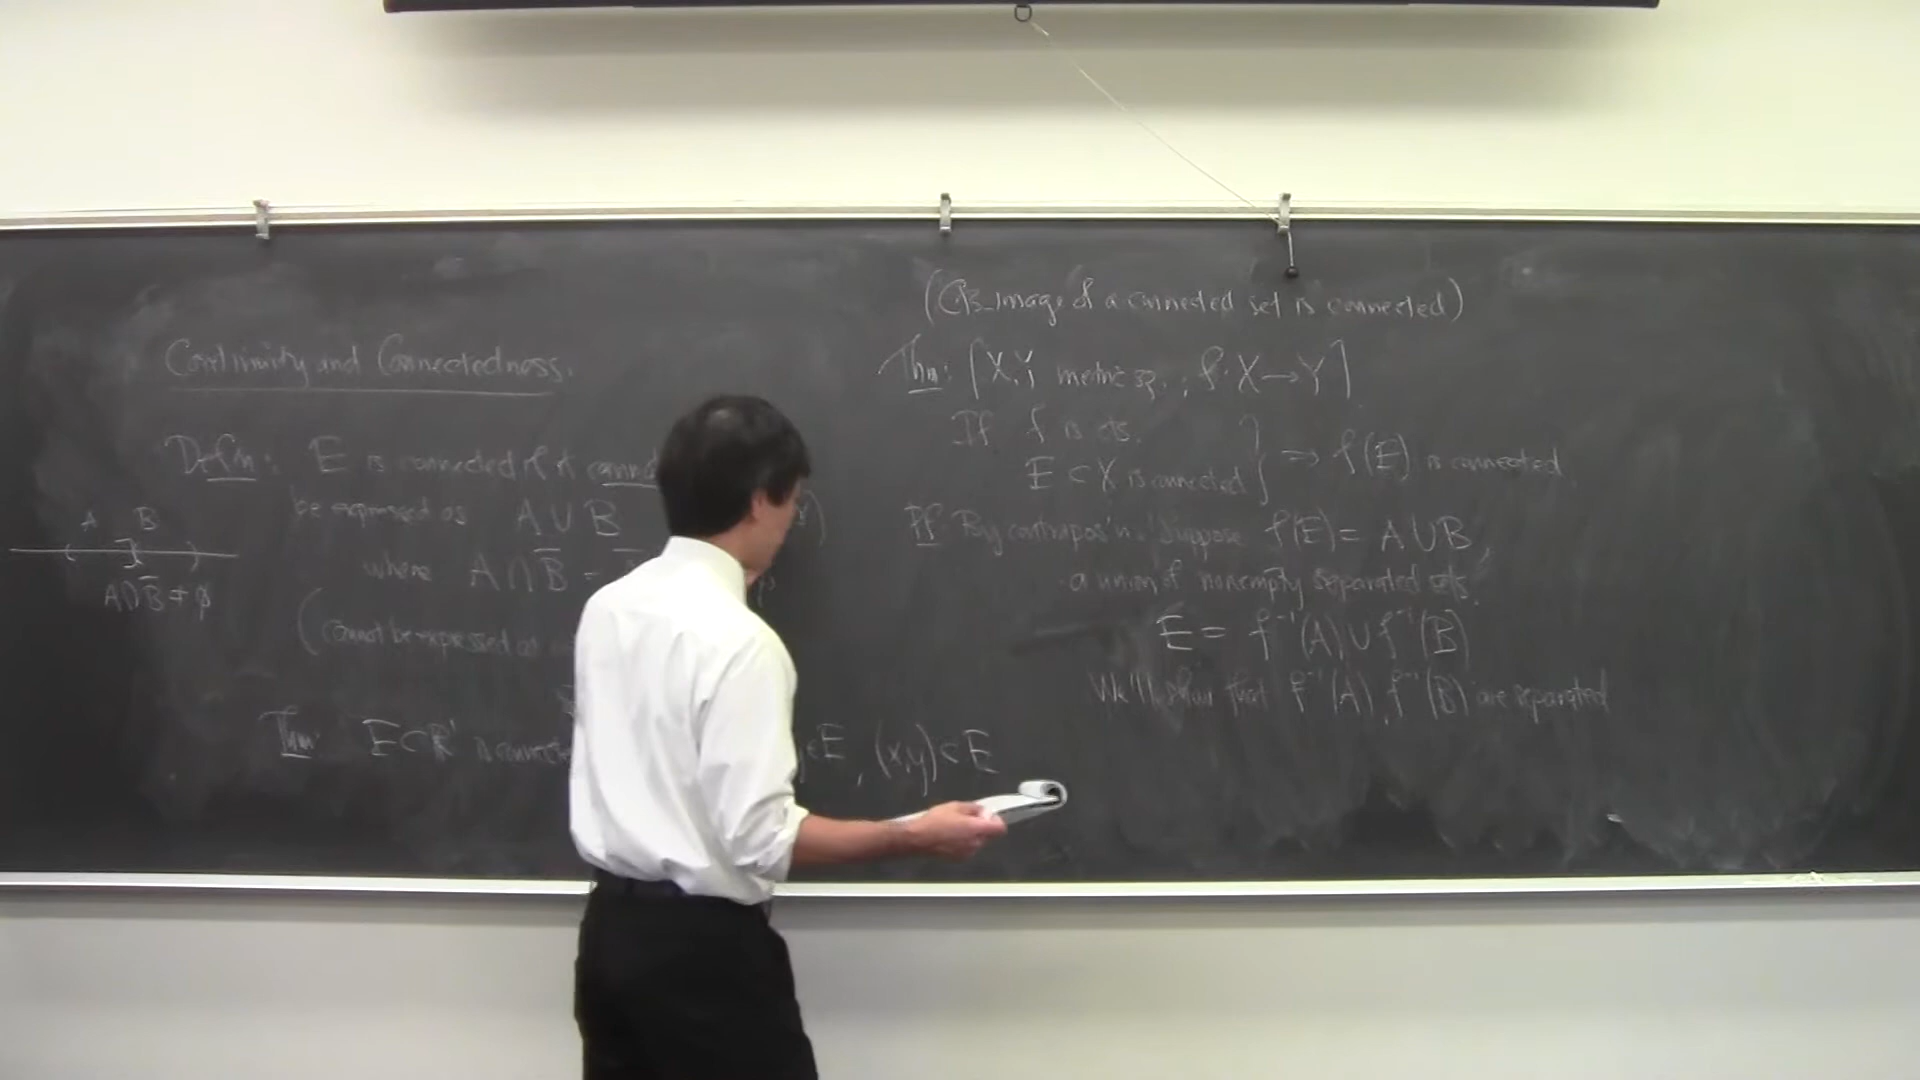 Continuity and Connectedness.
Defn: E is connected if it
be expressed as A ∪ B
where A ∩ B̅ =
A B
A∩B̅ ≠ ∅
(cannot be expressed as
Thm: E⊂R¹ is connected ∈E, (x,y)⊂E
(Cts image of a connected set is connected)
Thm: [X,Y metric sp., f: X→Y]
If f is cts.
E ⊂ X is connected } ⇒ f(E) is connected.
Pf By contrapos'n. Suppose f(E) = A ∪ B,
a union of nonempty separated sets.
E = f⁻¹(A) ∪ f⁻¹(B)
We'll show that f⁻¹(A), f⁻¹(B) are separated